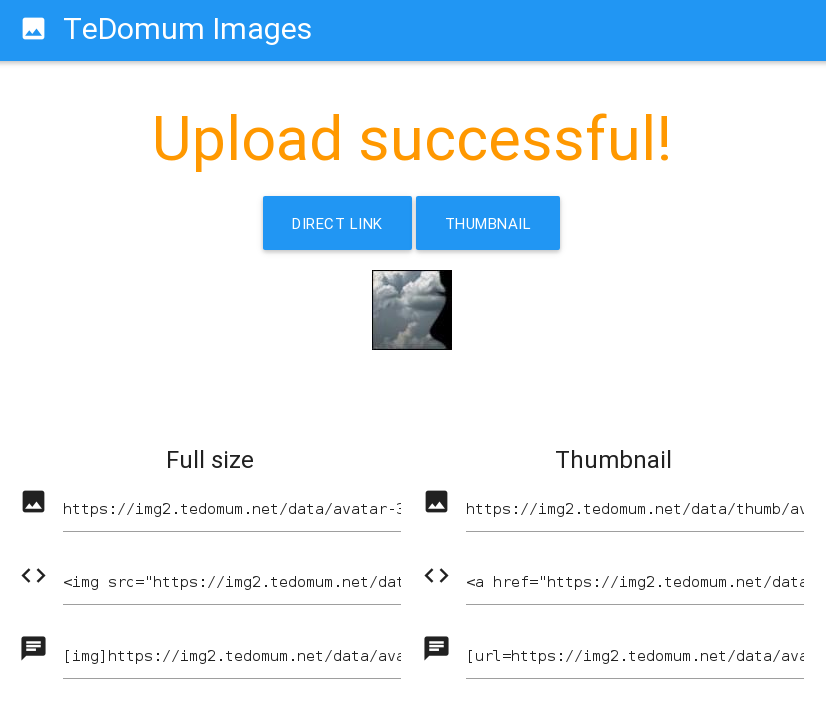 TeDomum Images
Upload successful!
DIRECT LINK THUMBNAIL
Full size
https://img2.tedomum.net/data/avatar-3
<img src="https://img2.tedomum.net/dat
[img]https://img2.tedomum.net/data/ava
Thumbnail
https://img2.tedomum.net/data/thumb/av
<a href="https://img2.tedomum.net/data
[url=https://img2.tedomum.net/data/ava